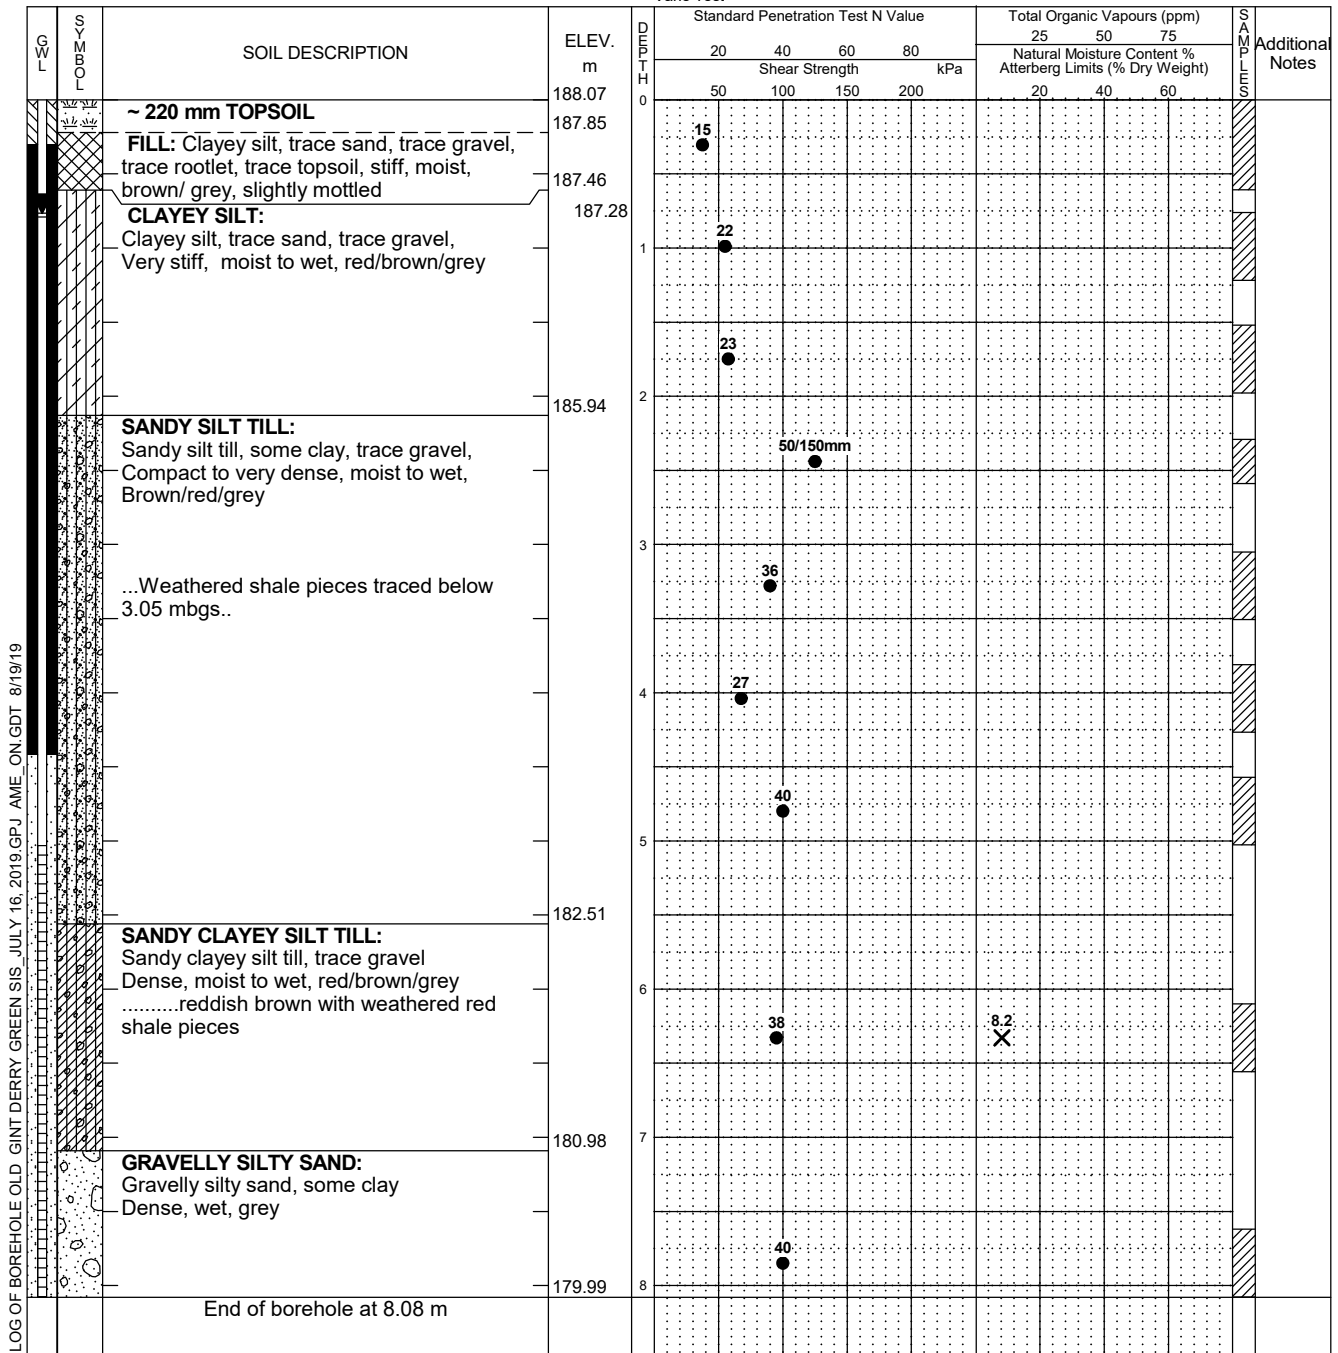 Standard Penetration Test N Value
20 40 60 80
Shear Strength kPa
50 100 150 200
Total Organic Vapours (ppm)
25 50 75
Natural Moisture Content %
Atterberg Limits (% Dry Weight)
20 40 60
GWL
SYMBOL
SOIL DESCRIPTION
ELEV.
m
DEPTH
SAMPLES
Additional
Notes
188.07
0
~ 220 mm TOPSOIL
187.85
FILL: Clayey silt, trace sand, trace gravel,
trace rootlet, trace topsoil, stiff, moist,
brown/ grey, slightly mottled
15
187.46
187.28
CLAYEY SILT:
Clayey silt, trace sand, trace gravel,
Very stiff, moist to wet, red/brown/grey
22
1
23
2
185.94
SANDY SILT TILL:
Sandy silt till, some clay, trace gravel,
Compact to very dense, moist to wet,
Brown/red/grey
50/150mm
3
...Weathered shale pieces traced below
3.05 mbgs..
36
27
4
40
5
182.51
SANDY CLAYEY SILT TILL:
Sandy clayey silt till, trace gravel
Dense, moist to wet, red/brown/grey
..........reddish brown with weathered red
shale pieces
6
38
8.2
7
180.98
GRAVELLY SILTY SAND:
Gravelly silty sand, some clay
Dense, wet, grey
40
179.99
8
End of borehole at 8.08 m
LOG OF BOREHOLE OLD GINT DERRY GREEN SIS_JULY 16, 2019.GPJ AME_ON.GDT 8/19/19